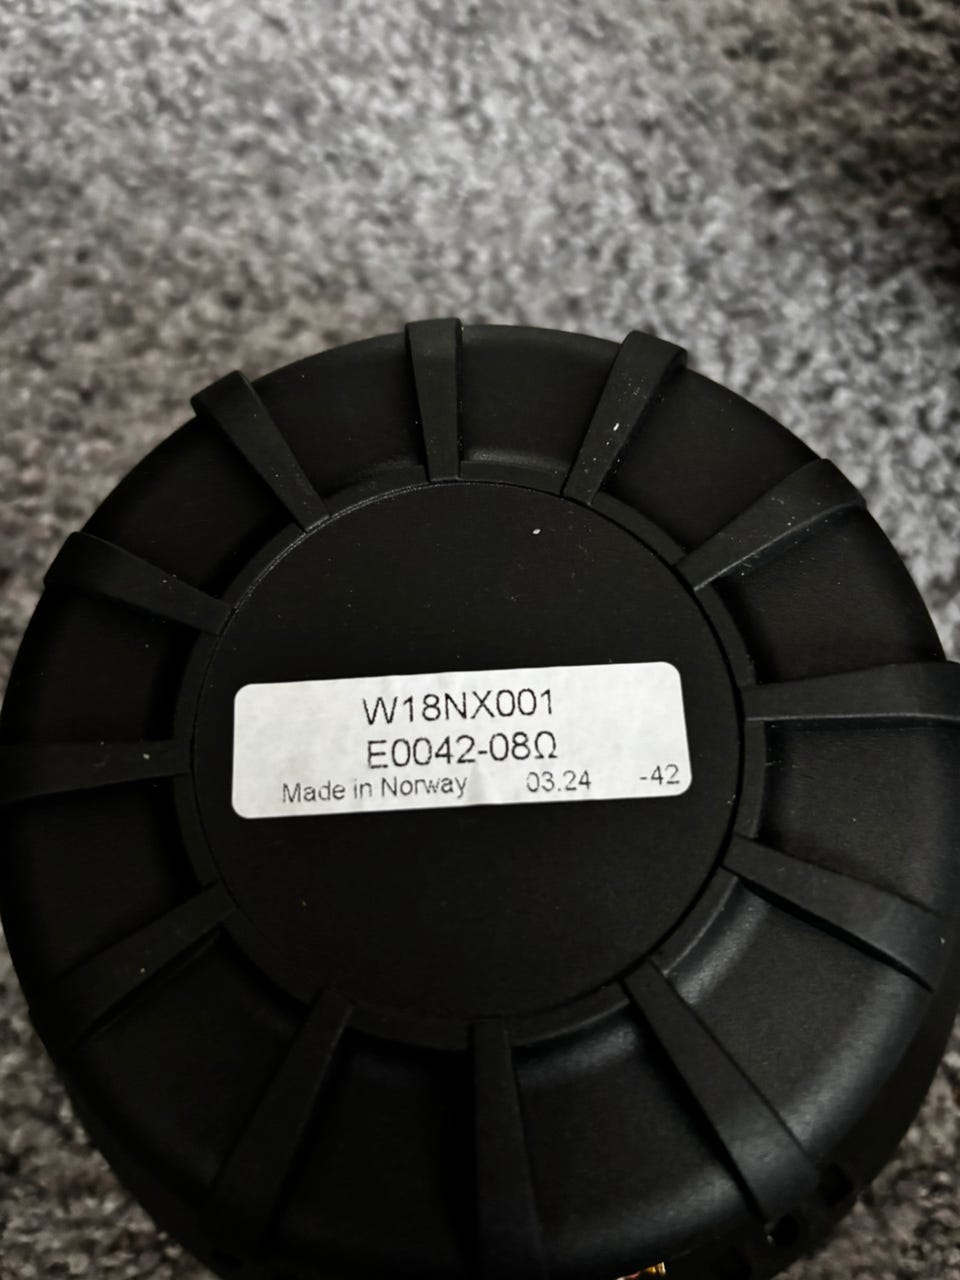 W18NX001
E0042-08Ω
Made in Norway 03.24 -42